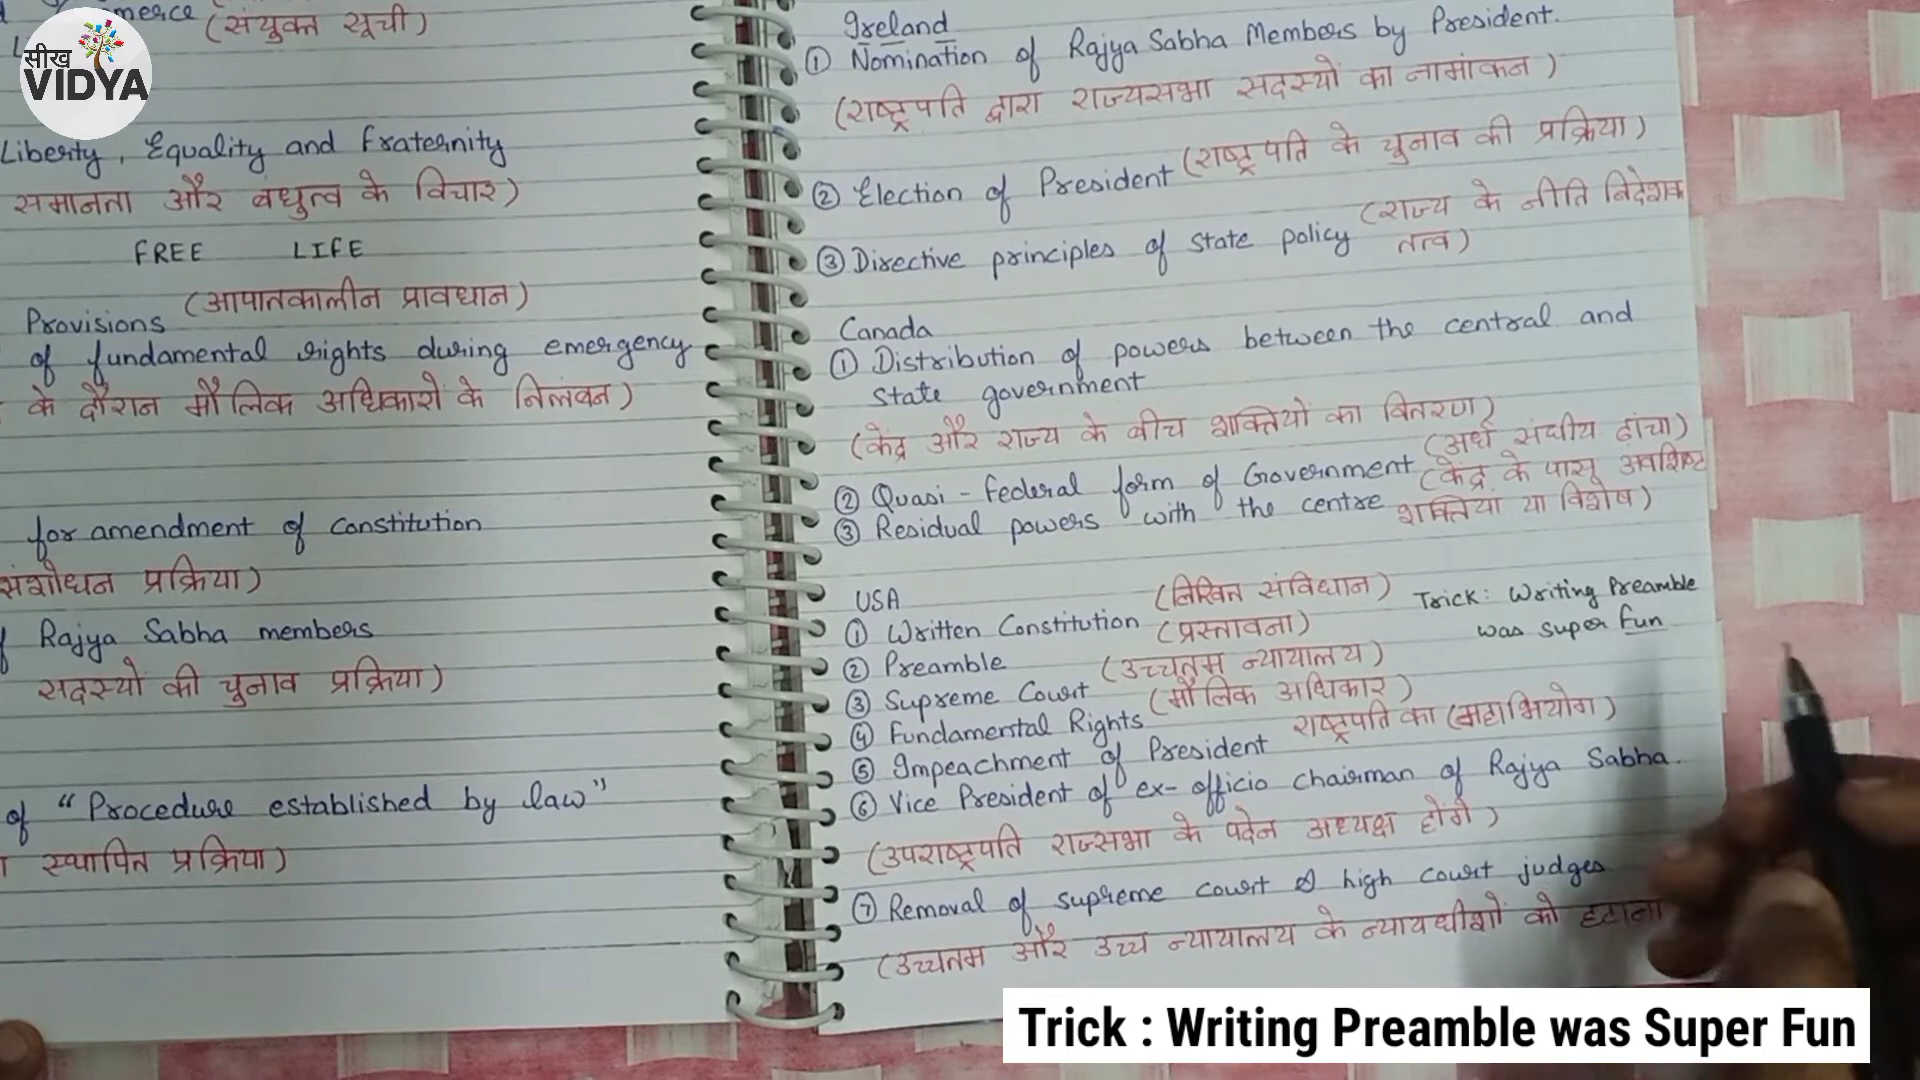 सीख
VIDYA
(संयुक्त सूची)
Liberty, Equality and fraternity
समानता और बंधुत्व के विचार)
FREE LIFE
(आपातकालीन प्रावधान)
Provisions
of fundamental rights during emergency
के दौरान मौलिक अधिकारो के निलंबन)
for amendment of constitution
संशोधन प्रक्रिया)
Rajya Sabha members
सदस्यों की चुनाव प्रक्रिया)
of "Procedure established by law"
स्थापित प्रक्रिया)
Ireland
① Nomination of Rajya Sabha Members by President.
(राष्ट्रपति द्वारा राज्यसभा सदस्यों का नामांकन)
② Election of President (राष्ट्रपति के चुनाव की प्रक्रिया)
③ Directive principles of state policy (राज्य के नीति निदेशक
तत्व)
Canada
① Distribution of powers between the central and
state government
(केंद्र और राज्य के बीच शक्तियों का वितरण)
② Quasi-federal form of Government (अर्ध संघीय ढांचा)
③ Residual powers with the centre (केंद्र के पास अवशिष्ट
शक्तियां या विशेष)
USA
① Written Constitution (लिखित संविधान)
② Preamble (प्रस्तावना)
③ Supreme Court (उच्चतम न्यायालय)
④ Fundamental Rights (मौलिक अधिकार)
⑤ Impeachment of President राष्ट्रपति का (महाभियोग)
⑥ Vice President of ex-officio chairman of Rajya Sabha.
(उपराष्ट्रपति राज्सभा के पदेन अध्यक्ष होंगे)
⑦ Removal of supreme court & high court judges
(उच्चतम और उच्च न्यायालय के न्यायधीशों को हटाना
Trick: Writing Preamble
was super fun
Trick : Writing Preamble was Super Fun